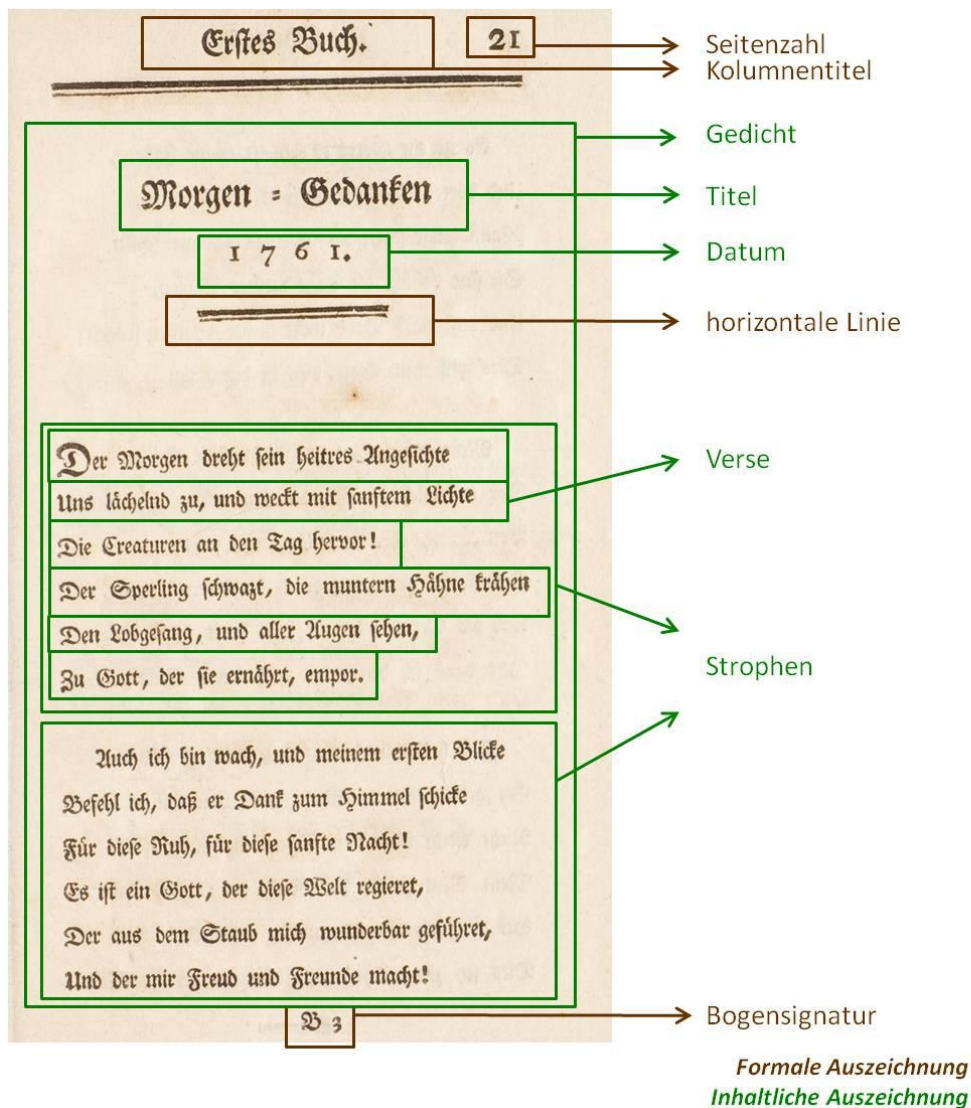 Erstes Buch. 21
Seitenzahl
Kolumnentitel
Gedicht
Morgen = Gedanken
Titel
1 7 6 1.
Datum
horizontale Linie
Der Morgen dreht sein heitres Angesichte
Verse
Uns lächelnd zu, und weckt mit sanftem Lichte
Die Creaturen an den Tag hervor!
Der Sperling schwazt, die muntern Hähne krähen
Den Lobgesang, und aller Augen sehen,
Strophen
Zu Gott, der sie ernährt, empor.
Auch ich bin wach, und meinem ersten Blicke
Befehl ich, daß er Dank zum Himmel schicke
Für diese Ruh, für diese sanfte Nacht!
Es ist ein Gott, der diese Welt regieret,
Der aus dem Staub mich wunderbar geführet,
Und der mir Freud und Freunde macht!
B 3
Bogensignatur
Formale Auszeichnung
Inhaltliche Auszeichnung